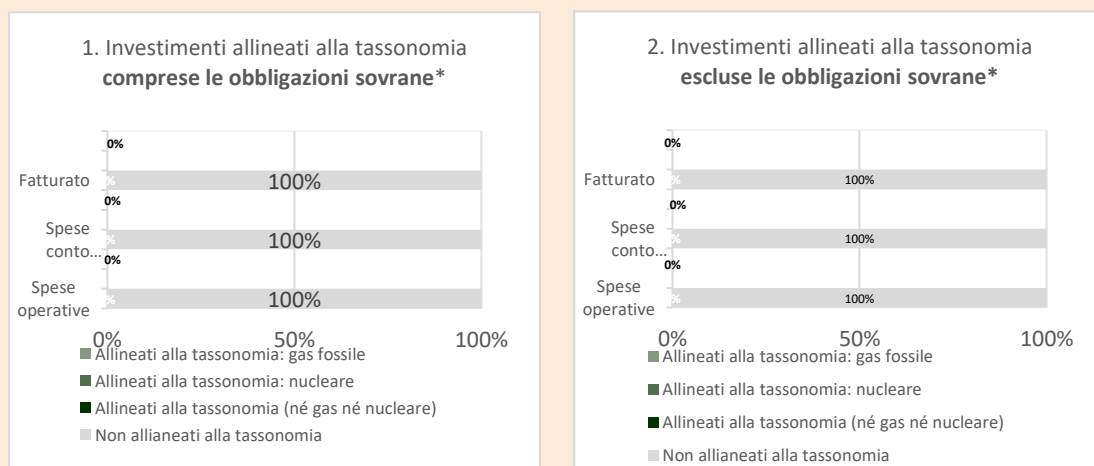 1. Investimenti allineati alla tassonomia
comprese le obbligazioni sovrane*
0%
Fatturato
%
100%
0%
Spese
conto...
%
100%
0%
Spese
operative
%
100%
0%
50%
100%
Allineati alla tassonomia: gas fossile
Allineati alla tassonomia: nucleare
Allineati alla tassonomia (né gas né nucleare)
Non allianeati alla tassonomia
2. Investimenti allineati alla tassonomia
escluse le obbligazioni sovrane*
0%
Fatturato
%
100%
0%
Spese
conto...
%
100%
0%
Spese
operative
%
100%
0%
50%
100%
Allineati alla tassonomia: gas fossile
Allineati alla tassonomia: nucleare
Allineati alla tassonomia (né gas né nucleare)
Non allianeati alla tassonomia